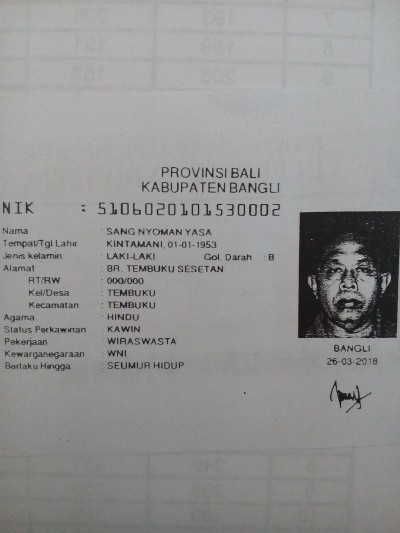 PROVINSI BALI
KABUPATEN BANGLI
NIK : 5106020101530002
Nama : SANG NYOMAN YASA
Tempat/Tgl Lahir : KINTAMANI, 01-01-1953
Jenis kelamin : LAKI-LAKI Gol. Darah : B
Alamat : BR. TEMBUKU SESETAN
RT/RW : 000/000
Kel/Desa : TEMBUKU
Kecamatan : TEMBUKU
Agama : HINDU
Status Perkawinan : KAWIN
Pekerjaan : WIRASWASTA
Kewarganegaraan : WNI
Berlaku Hingga : SEUMUR HIDUP
BANGLI
26-03-2018